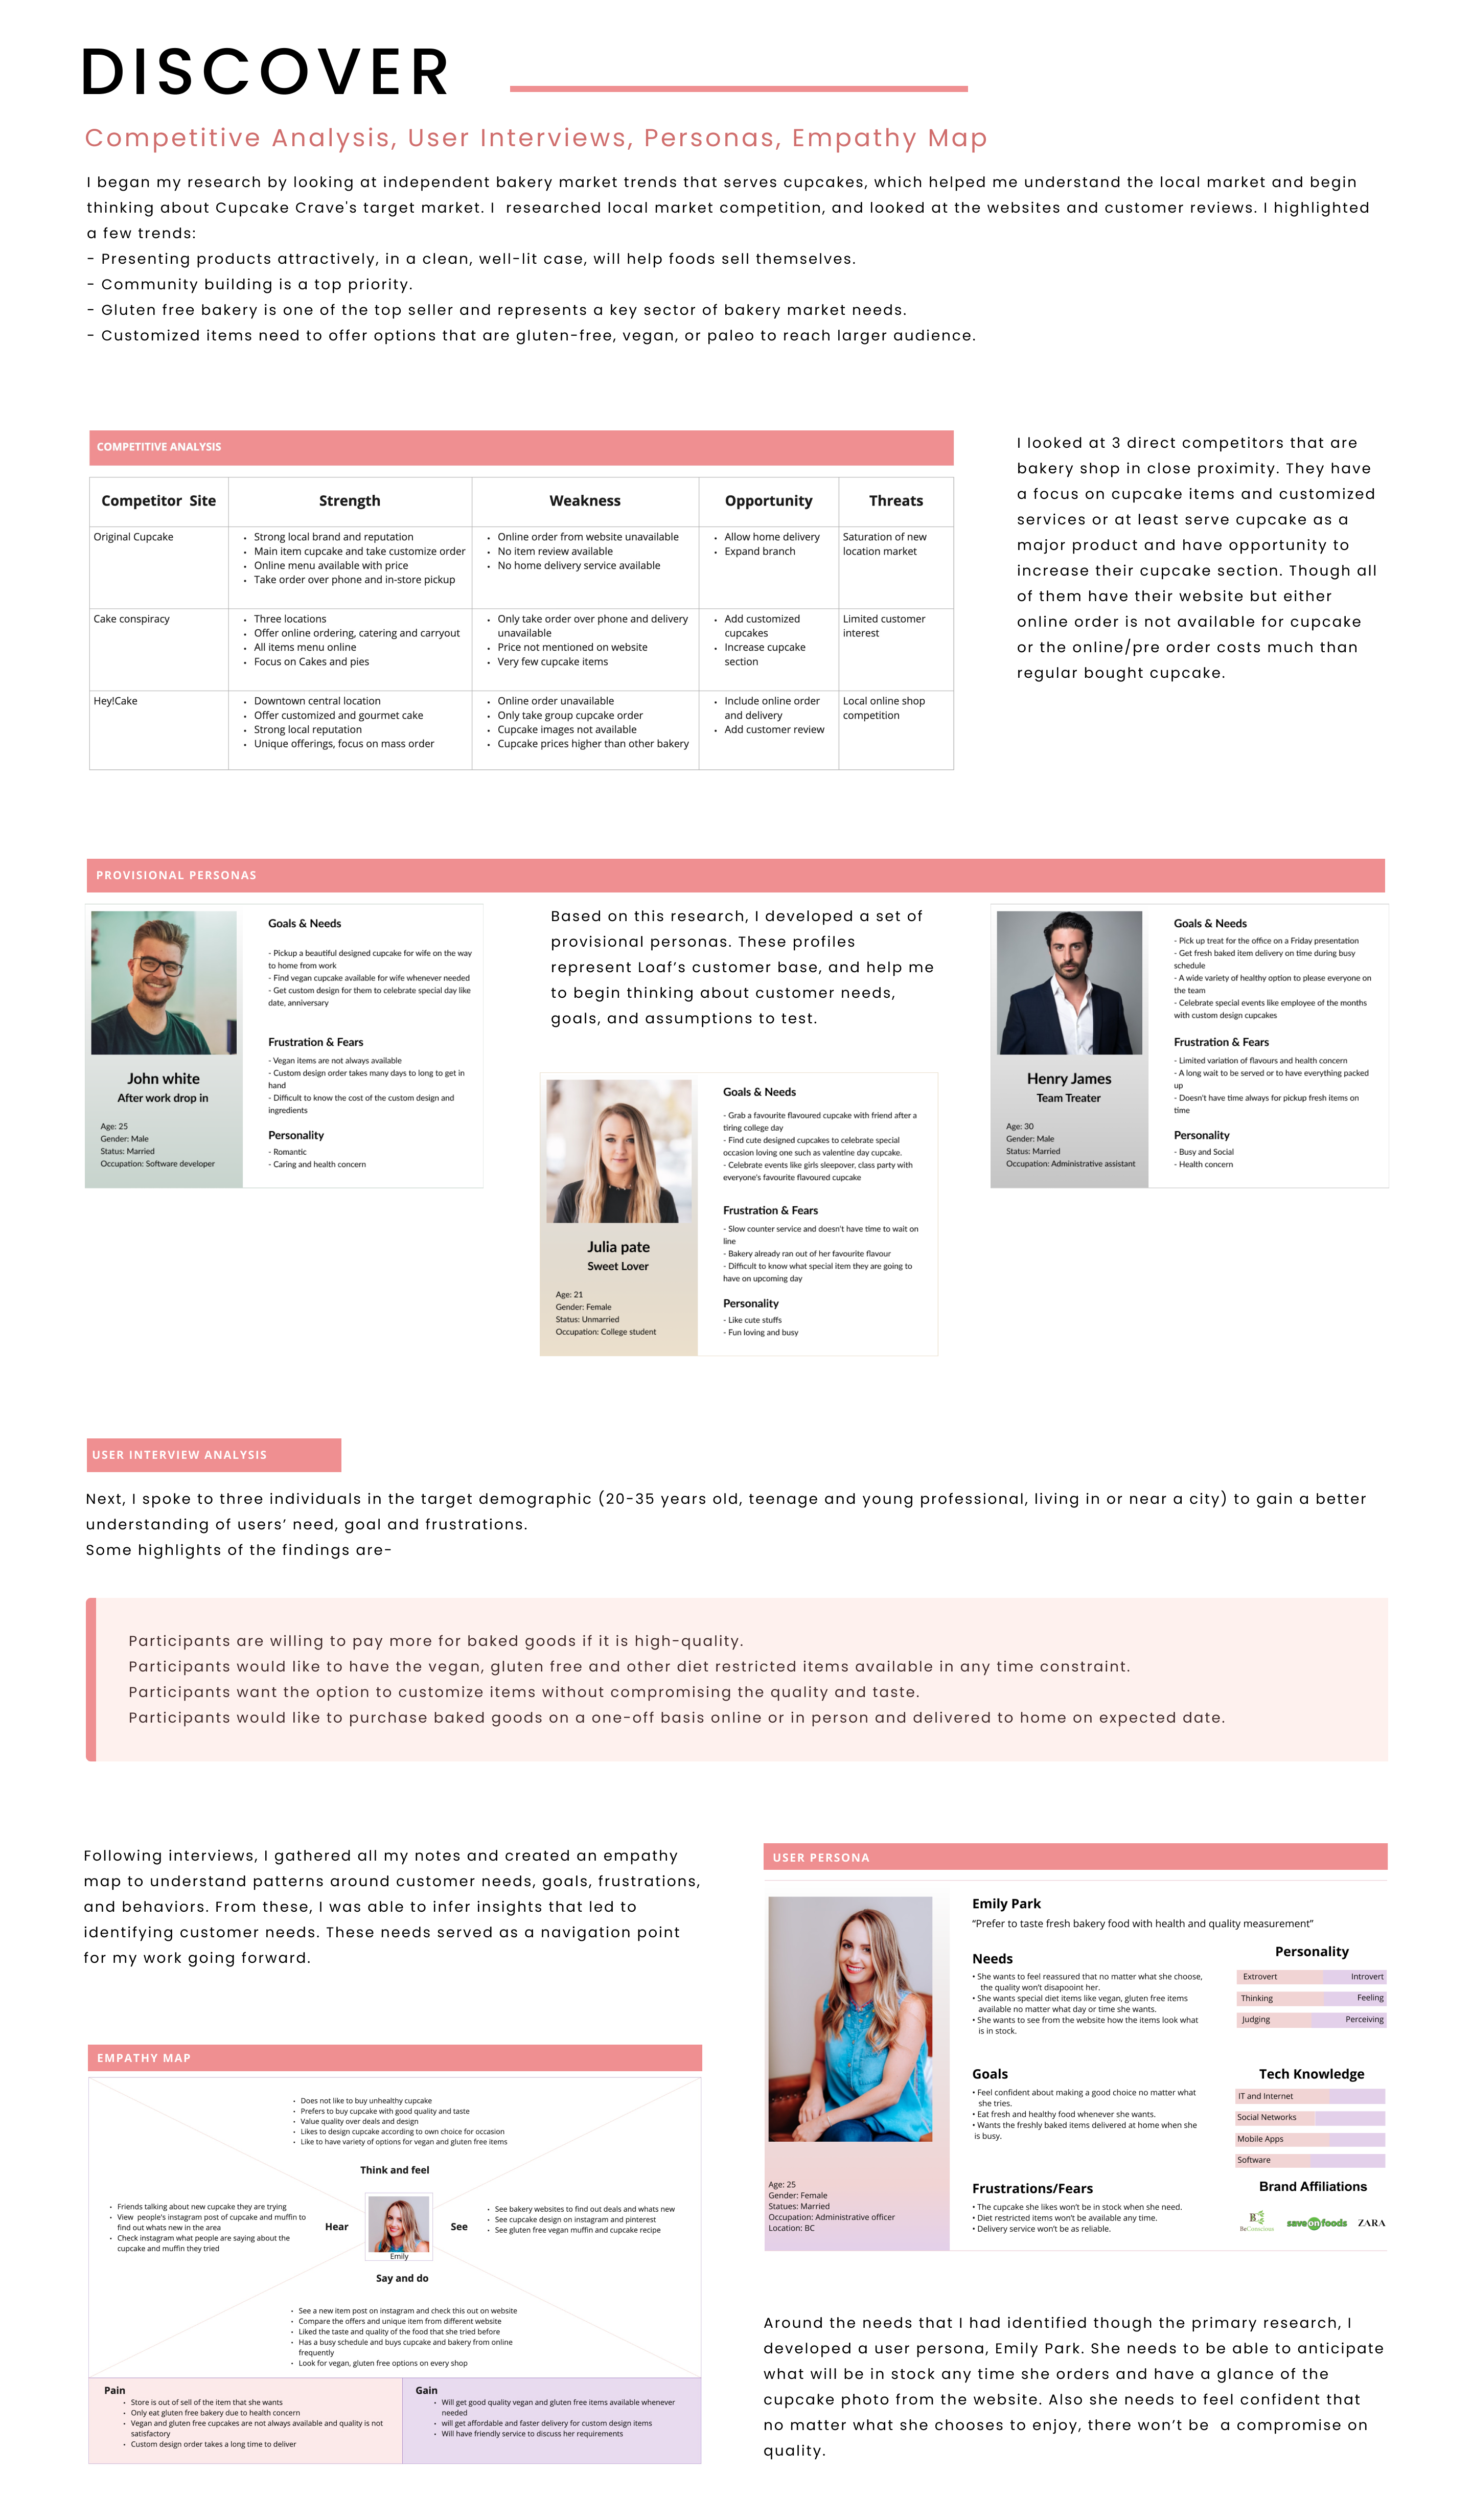 DISCOVER
Competitive Analysis, User Interviews, Personas, Empathy Map
I began my research by looking at independent bakery market trends that serves cupcakes, which helped me understand the local market and begin
thinking about Cupcake Crave's target market. I  researched local market competition, and looked at the websites and customer reviews. I highlighted
a few trends:
- Presenting products attractively, in a clean, well-lit case, will help foods sell themselves.
- Community building is a top priority.
- Gluten free bakery is one of the top seller and represents a key sector of bakery market needs.
- Customized items need to offer options that are gluten-free, vegan, or paleo to reach larger audience.
COMPETITIVE ANALYSIS
Competitor Site
Strength
Weakness
Opportunity
Threats
Original Cupcake
• Strong local brand and reputation
• Main item cupcake and take customize order
• Online menu available with price
• Take order over phone and in-store pickup
• Online order from website unavailable
• No item review available
• No home delivery service available
• Allow home delivery
• Expand branch
Saturation of new
location market
Cake conspiracy
• Three locations
• Offer online ordering, catering and carryout
• All items menu online
• Focus on Cakes and pies
• Only take order over phone and delivery
unavailable
• Price not mentioned on website
• Very few cupcake items
• Add customized
cupcakes
• Increase cupcake
section
Limited customer
interest
Hey!Cake
• Downtown central location
• Offer customized and gourmet cake
• Strong local reputation
• Unique offerings, focus on mass order
• Online order unavailable
• Only take group cupcake order
• Cupcake images not available
• Cupcake prices higher than other bakery
• Include online order
and delivery
• Add customer review
Local online shop
competition
I looked at 3 direct competitors that are
bakery shop in close proximity. They have
a focus on cupcake items and customized
services or at least serve cupcake as a
major product and have opportunity to
increase their cupcake section. Though all
of them have their website but either
online order is not available for cupcake
or the online/pre order costs much than
regular bought cupcake.
PROVISIONAL PERSONAS
John white
After work drop in
Age: 25
Gender: Male
Status: Married
Occupation: Software developer
Goals & Needs
- Pickup a beautiful designed cupcake for wife on the way
to home from work
- Find vegan cupcake available for wife whenever needed
- Get custom design for them to celebrate special day like
date, anniversary
Frustration & Fears
- Vegan items are not always available
- Custom design order takes many days to long to get in
hand
- Difficult to know the cost of the custom design and
ingredients
Personality
- Romantic
- Caring and health concern
Based on this research, I developed a set of
provisional personas. These profiles
represent Loaf’s customer base, and help me
to begin thinking about customer needs,
goals, and assumptions to test.
Julia pate
Sweet Lover
Age: 21
Gender: Female
Status: Unmarried
Occupation: College student
Goals & Needs
- Grab a favourite flavoured cupcake with friend after a
tiring college day
- Find cute designed cupcakes to celebrate special
occasion loving one such as valentine day cupcake.
- Celebrate events like girls sleepover, class party with
everyone's favourite flavoured cupcake
Frustration & Fears
- Slow counter service and doesn't have time to wait on
line
- Bakery already ran out of her favourite flavour
- Difficult to know what special item they are going to
have on upcoming day
Personality
- Like cute stuffs
- Fun loving and busy
Henry James
Team Treater
Age: 30
Gender: Male
Status: Married
Occupation: Administrative assistant
Goals & Needs
- Pick up treat for the office on a Friday presentation
- Get fresh baked item delivery on time during busy
schedule
- A wide variety of healthy option to please everyone on
the team
- Celebrate special events like employee of the months
with custom design cupcakes
Frustration & Fears
- Limited variation of flavours and health concern
- A long wait to be served or to have everything packed
up
- Doesn't have time always for pickup fresh items on
time
Personality
- Busy and Social
- Health concern
USER INTERVIEW ANALYSIS
Next, I spoke to three individuals in the target demographic (20-35 years old, teenage and young professional, living in or near a city) to gain a better
understanding of users’ need, goal and frustrations.
Some highlights of the findings are-
Participants are willing to pay more for baked goods if it is high-quality.
Participants would like to have the vegan, gluten free and other diet restricted items available in any time constraint.
Participants want the option to customize items without compromising the quality and taste.
Participants would like to purchase baked goods on a one-off basis online or in person and delivered to home on expected date.
Following interviews, I gathered all my notes and created an empathy
map to understand patterns around customer needs, goals, frustrations,
and behaviors. From these, I was able to infer insights that led to
identifying customer needs. These needs served as a navigation point
for my work going forward.
EMPATHY MAP
• Does not like to buy unhealthy cupcake
• Prefers to buy cupcake with good quality and taste
• Value quality over deals and design
• Likes to design cupcake according to own choice for occasion
• Like to have variety of options for vegan and gluten free items
Think and feel
• Friends talking about new cupcake they are trying
• View  people's instagram post of cupcake and muffin to
find out whats new in the area
• Check instagram what people are saying about the
cupcake and muffin they tried
Hear
Emily
See
• See bakery websites to find out deals and whats new
• See cupcake design on instagram and pinterest
• See gluten free vegan muffin and cupcake recipe
Say and do
• See a new item post on instagram and check this out on website
• Compare the offers and unique item from different website
• Liked the taste and quality of the food that she tried before
• Has a busy schedule and buys cupcake and bakery from online
frequently
• Look for vegan, gluten free options on every shop
Pain
• Store is out of sell of the item that she wants
• Only eat gluten free bakery due to health concern
• Vegan and gluten free cupcakes are not always available and quality is not
satisfactory
• Custom design order takes a long time to deliver
Gain
• Will get good quality vegan and gluten free items available whenever
needed
• will get affordable and faster delivery for custom design items
• Will have friendly service to discuss her requirements
USER PERSONA
Age: 25
Gender: Female
Statues: Married
Occupation: Administrative officer
Location: BC
Emily Park
“Prefer to taste fresh bakery food with health and quality measurement”
Needs
• She wants to feel reassured that no matter what she choose,
the quality won’t disapooint her.
• She wants special diet items like vegan, gluten free items
available no matter what day or time she wants.
• She wants to see from the website how the items look what
is in stock.
Goals
• Feel confident about making a good choice no matter what
she tries.
• Eat fresh and healthy food whenever she wants.
• Wants the freshly baked items delivered at home when she
is busy.
Frustrations/Fears
• The cupcake she likes won’t be in stock when she need.
• Diet restricted items won’t be available any time.
• Delivery service won’t be as reliable.
Personality
Extrovert Introvert
Thinking Feeling
Judging Perceiving
Tech Knowledge
IT and Internet
Social Networks
Mobile Apps
Software
Brand Affiliations
B
BeConscious
save on foods
ZARA
Around the needs that I had identified though the primary research, I
developed a user persona, Emily Park. She needs to be able to anticipate
what will be in stock any time she orders and have a glance of the
cupcake photo from the website. Also she needs to feel confident that
no matter what she chooses to enjoy, there won’t be  a compromise on
quality.